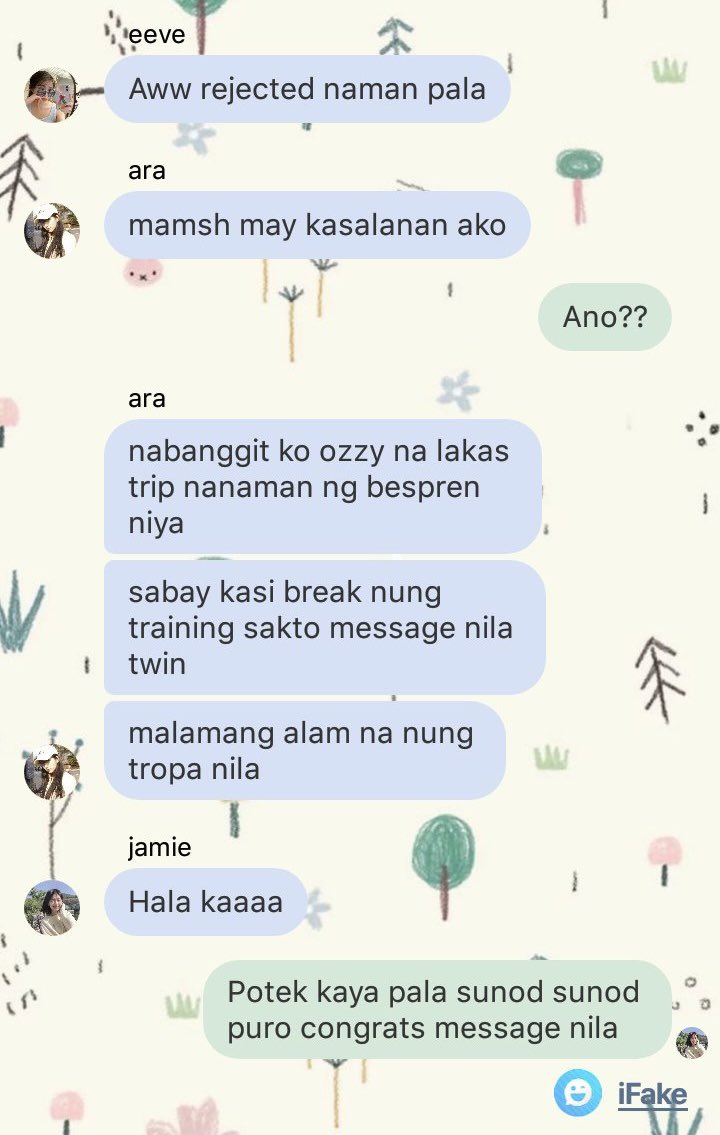 eeve
Aww rejected naman pala
ara
mamsh may kasalanan ako
Ano??
ara
nabanggit ko ozzy na lakas
trip nanaman ng bespren
niya
sabay kasi break nung
training sakto message nila
twin
malamang alam na nung
tropa nila
jamie
Hala kaaaa
Potek kaya pala sunod sunod
puro congrats message nila
iFake